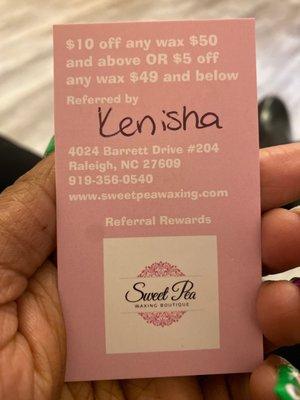 $10 off any wax $50
and above OR $5 off
any wax $49 and below
Referred by
Kenisha
4024 Barrett Drive #204
Raleigh, NC 27609
919-356-0540
www.sweetpeawaxing.com
Referral Rewards
Sweet Pea
WAXING BOUTIQUE